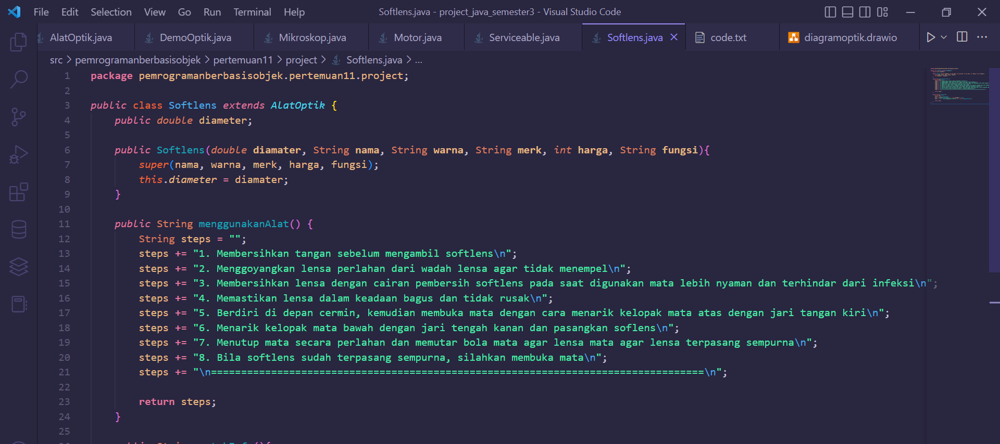 File Edit Selection View Go Run Terminal Help Softlens.java - project_java_semester3 - Visual Studio Code
AlatOptik.java DemoOptik.java Mikroskop.java Motor.java Serviceable.java Softlens.java code.txt diagramoptik.drawio
src > pemrogramanberbasisobjek > pertemuan11 > project > Softlens.java > ...
1 package pemrogramanberbasisobjek.pertemuan11.project;
2
3 public class Softlens extends AlatOptik {
4 public double diameter;
5
6 public Softlens(double diamater, String nama, String warna, String merk, int harga, String fungsi){
7 super(nama, warna, merk, harga, fungsi);
8 this.diameter = diamater;
9 }
10
11 public String menggunakanAlat() {
12 String steps = "";
13 steps += "1. Membersihkan tangan sebelum mengambil softlens\n";
14 steps += "2. Menggoyangkan lensa perlahan dari wadah lensa agar tidak menempel\n";
15 steps += "3. Membersihkan lensa dengan cairan pembersih softlens pada saat digunakan mata lebih nyaman dan terhindar dari infeksi\n";
16 steps += "4. Memastikan lensa dalam keadaan bagus dan tidak rusak\n";
17 steps += "5. Berdiri di depan cermin, kemudian membuka mata dengan cara menarik kelopak mata atas dengan jari tangan kiri\n";
18 steps += "6. Menarik kelopak mata bawah dengan jari tengah kanan dan pasangkan soflens\n";
19 steps += "7. Menutup mata secara perlahan dan memutar bola mata agar lensa mata agar lensa terpasang sempurna\n";
20 steps += "8. Bila softlens sudah terpasang sempurna, silahkan membuka mata\n";
21 steps += "\n==================================================================================\n";
22
23 return steps;
24 }
25